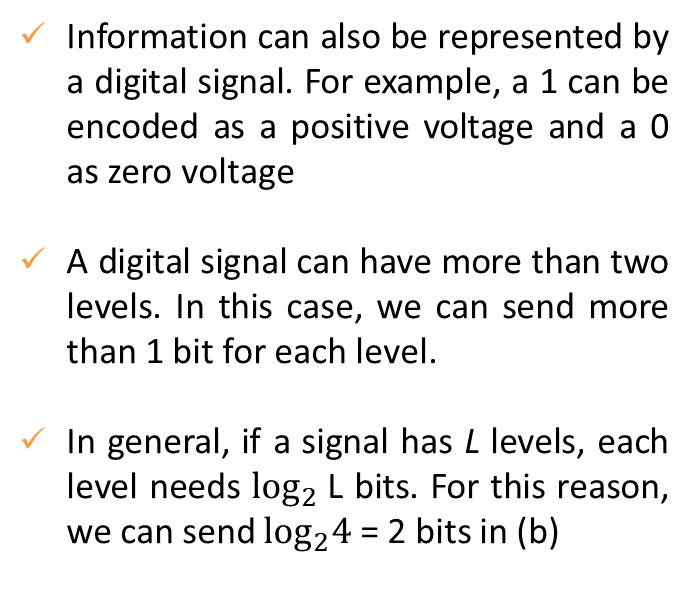 ✓ Information can also be represented by
a digital signal. For example, a 1 can be
encoded as a positive voltage and a 0
as zero voltage
✓ A digital signal can have more than two
levels. In this case, we can send more
than 1 bit for each level.
✓ In general, if a signal has L levels, each
level needs log₂ L bits. For this reason,
we can send log₂4 = 2 bits in (b)